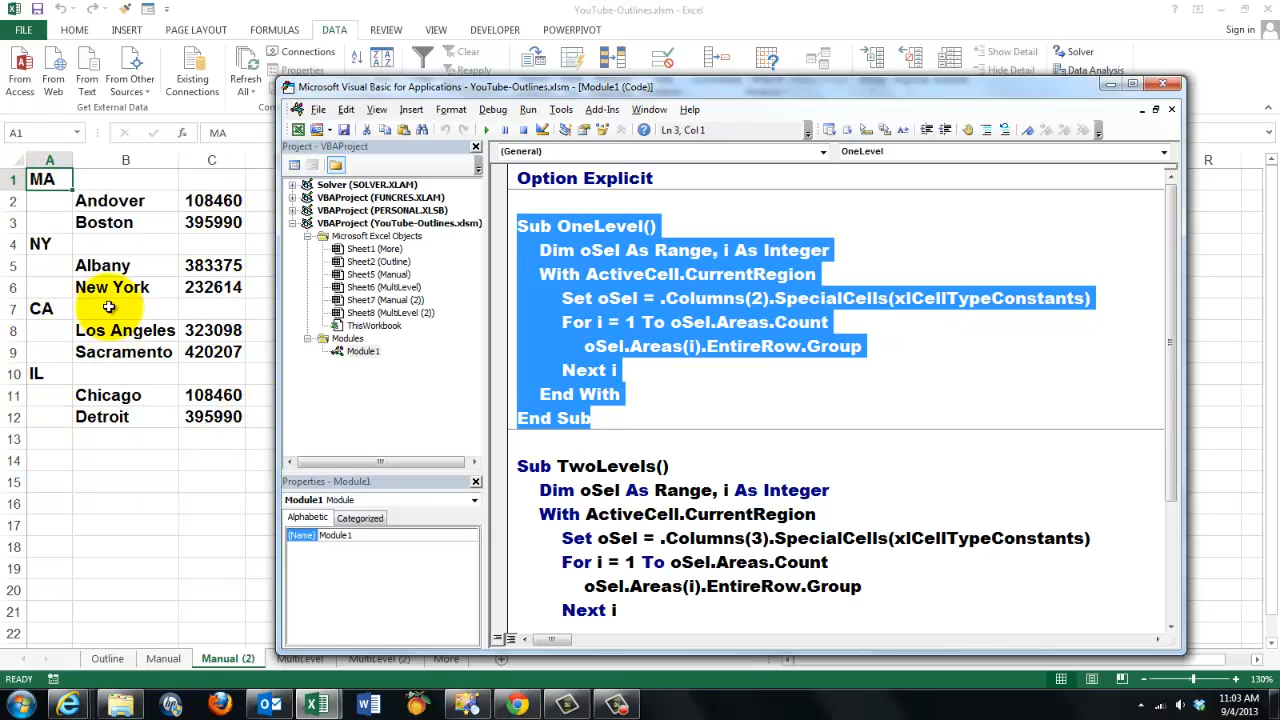 YouTube-Outlines.xlsm - Excel
FILE HOME INSERT PAGE LAYOUT FORMULAS DATA REVIEW VIEW DEVELOPER POWERPIVOT Sign in
From Access
From Web
From Text
From Other Sources
Existing Connections
Refresh All
Connections
Properties
Clear
Reapply
Show Detail
Solver
Data Analysis
Get External Data
A1 MA
A B C R
1 MA
2 Andover 108460
3 Boston 395990
4 NY
5 Albany 383375
6 New York 232614
7 CA
8 Los Angeles 323098
9 Sacramento 420207
10 IL
11 Chicago 108460
12 Detroit 395990
13
14
15
16
17
18
19
20
21
22
Microsoft Visual Basic for Applications - YouTube-Outlines.xlsm - [Module1 (Code)]
File Edit View Insert Format Debug Run Tools Add-Ins Window Help
Ln 3, Col 1
Project - VBAProject
Solver (SOLVER.XLAM)
VBAProject (FUNCRES.XLAM)
VBAProject (PERSONAL.XLSB)
VBAProject (YouTube-Outlines.xlsm)
Microsoft Excel Objects
Sheet1 (More)
Sheet2 (Outline)
Sheet5 (Manual)
Sheet6 (MultiLevel)
Sheet7 (Manual (2))
Sheet8 (MultiLevel (2))
ThisWorkbook
Modules
Module1
Properties - Module1
Module1 Module
Alphabetic Categorized
(Name) Module1
(General) OneLevel
Option Explicit
Sub OneLevel()
Dim oSel As Range, i As Integer
With ActiveCell.CurrentRegion
Set oSel = .Columns(2).SpecialCells(xlCellTypeConstants)
For i = 1 To oSel.Areas.Count
oSel.Areas(i).EntireRow.Group
Next i
End With
End Sub
Sub TwoLevels()
Dim oSel As Range, i As Integer
With ActiveCell.CurrentRegion
Set oSel = .Columns(3).SpecialCells(xlCellTypeConstants)
For i = 1 To oSel.Areas.Count
oSel.Areas(i).EntireRow.Group
Next i
Outline Manual Manual (2) MultiLevel MultiLevel (2) More
READY 130%
11:03 AM
9/4/2013